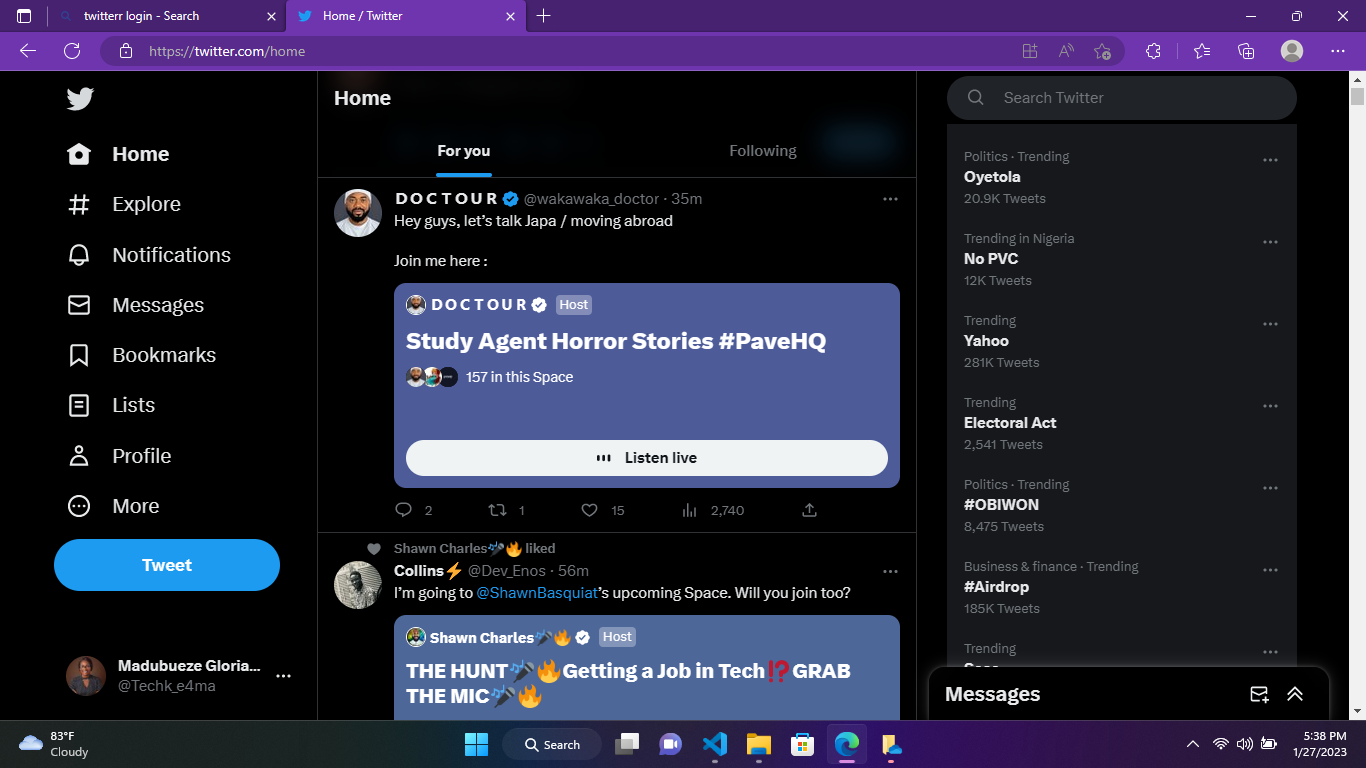 twitterr login - Search
Home / Twitter
https://twitter.com/home
Home
Explore
Notifications
Messages
Bookmarks
Lists
Profile
More
Tweet
Madubueze Gloria...
@Techk_e4ma
Home
For you
Following
D O C T O U R @wakawaka_doctor · 35m
Hey guys, let’s talk Japa / moving abroad
Join me here :
D O C T O U R Host
Study Agent Horror Stories #PaveHQ
157 in this Space
Listen live
2 1 15 2,740
Shawn Charles🎤🔥 liked
Collins⚡ @Dev_Enos · 56m
I’m going to @ShawnBasquiat’s upcoming Space. Will you join too?
Shawn Charles🎤🔥 Host
THE HUNT🎤🔥Getting a Job in Tech⁉️GRAB
THE MIC🎤🔥
Search Twitter
Politics · Trending
Oyetola
20.9K Tweets
Trending in Nigeria
No PVC
12K Tweets
Trending
Yahoo
281K Tweets
Trending
Electoral Act
2,541 Tweets
Politics · Trending
#OBIWON
8,475 Tweets
Business & finance · Trending
#Airdrop
185K Tweets
Trending
Messages
83°F
Cloudy
Search
5:38 PM
1/27/2023